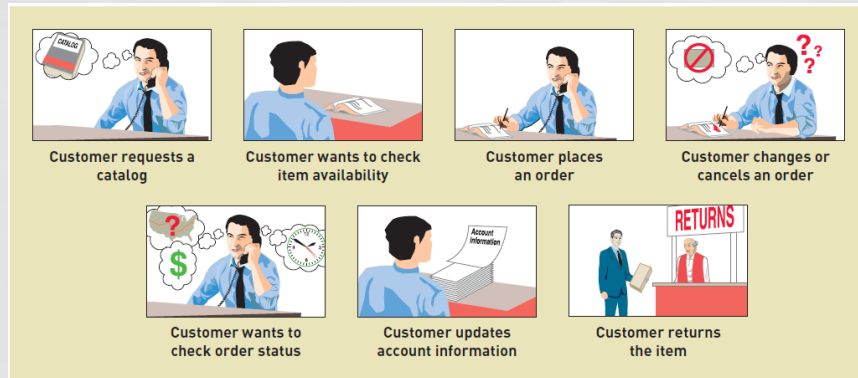 CATALOG
? ? ?
Customer requests a
catalog
Customer wants to check
item availability
Customer places
an order
Customer changes or
cancels an order
?
$
Account
Information
RETURNS
Customer wants to
check order status
Customer updates
account information
Customer returns
the item